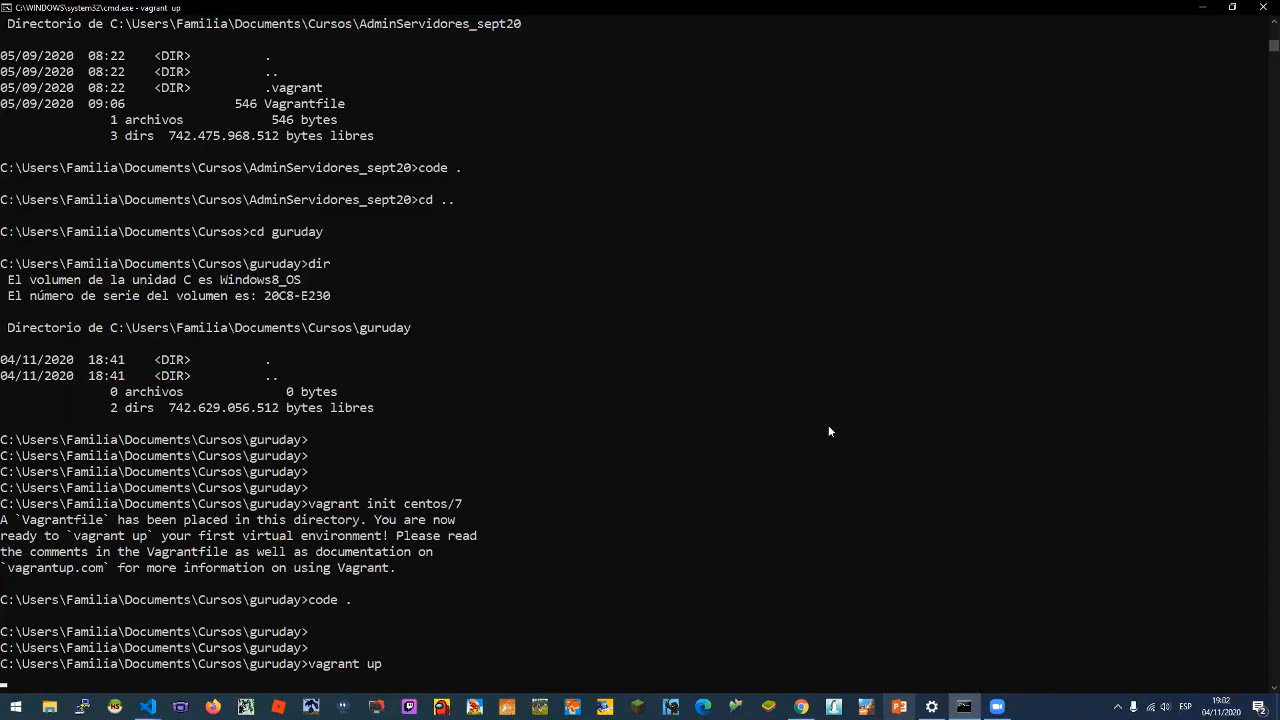 C:\WINDOWS\system32\cmd.exe - vagrant up
Directorio de C:\Users\Familia\Documents\Cursos\AdminServidores_sept20
05/09/2020  08:22    <DIR>          .
05/09/2020  08:22    <DIR>          ..
05/09/2020  08:22    <DIR>          .vagrant
05/09/2020  09:06               546 Vagrantfile
1 archivos            546 bytes
3 dirs  742.475.968.512 bytes libres
C:\Users\Familia\Documents\Cursos\AdminServidores_sept20>code .
C:\Users\Familia\Documents\Cursos\AdminServidores_sept20>cd ..
C:\Users\Familia\Documents\Cursos>cd guruday
C:\Users\Familia\Documents\Cursos\guruday>dir
El volumen de la unidad C es Windows8_OS
El número de serie del volumen es: 20C8-E230
Directorio de C:\Users\Familia\Documents\Cursos\guruday
04/11/2020  18:41    <DIR>          .
04/11/2020  18:41    <DIR>          ..
0 archivos              0 bytes
2 dirs  742.629.056.512 bytes libres
C:\Users\Familia\Documents\Cursos\guruday>
C:\Users\Familia\Documents\Cursos\guruday>
C:\Users\Familia\Documents\Cursos\guruday>
C:\Users\Familia\Documents\Cursos\guruday>
C:\Users\Familia\Documents\Cursos\guruday>vagrant init centos/7
A `Vagrantfile` has been placed in this directory. You are now
ready to `vagrant up` your first virtual environment! Please read
the comments in the Vagrantfile as well as documentation on
`vagrantup.com` for more information on using Vagrant.
C:\Users\Familia\Documents\Cursos\guruday>code .
C:\Users\Familia\Documents\Cursos\guruday>
C:\Users\Familia\Documents\Cursos\guruday>
C:\Users\Familia\Documents\Cursos\guruday>vagrant up
ESP
19:02
04/11/2020